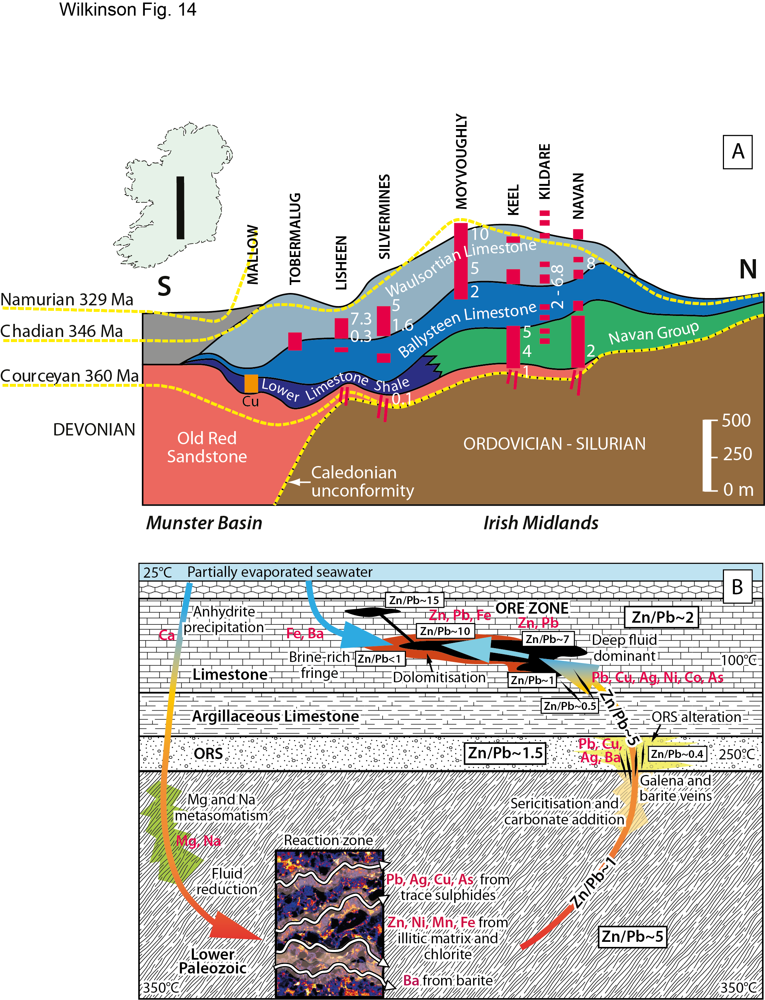 Wilkinson Fig. 14
A
MALLOW
TOBERMALUG
LISHEEN
SILVERMINES
MOYVOUGHLY
KEEL
KILDARE
NAVAN
S
N
Namurian 329 Ma
Chadian 346 Ma
Courceyan 360 Ma
DEVONIAN
Waulsortian Limestone
Ballysteen Limestone
Navan Group
Lower Limestone Shale
Cu
7.3
0.3
5
1.6
0.1
10
5
2
5
4
1
2 - 6.8
8
2
Old Red
Sandstone
ORDOVICIAN - SILURIAN
Caledonian
unconformity
500
250
0 m
Munster Basin
Irish Midlands
B
25°C
Partially evaporated seawater
Anhydrite
precipitation
Ca
Fe, Ba
Zn/Pb~15
ORE ZONE
Zn, Pb, Fe
Zn, Pb
Zn/Pb~2
Zn/Pb~10
Zn/Pb~7
Deep fluid
dominant
Brine-rich
fringe
Zn/Pb<1
100°C
Limestone
Dolomitisation
Zn/Pb~1
Pb, Cu, Ag, Ni, Co, As
Zn/Pb~0.5
Zn/Pb~5
Argillaceous Limestone
ORS alteration
ORS
Zn/Pb~1.5
Pb, Cu,
Ag, Ba
Zn/Pb~0.4
250°C
Galena and
barite veins
Mg and Na
metasomatism
Sericitisation and
carbonate addition
Mg, Na
Reaction zone
Fluid
reduction
Pb, Ag, Cu, As from
trace sulphides
Zn/Pb~1
Zn, Ni, Mn, Fe from
illitic matrix and
chlorite
Zn/Pb~5
Lower
Paleozoic
Ba from barite
350°C
350°C